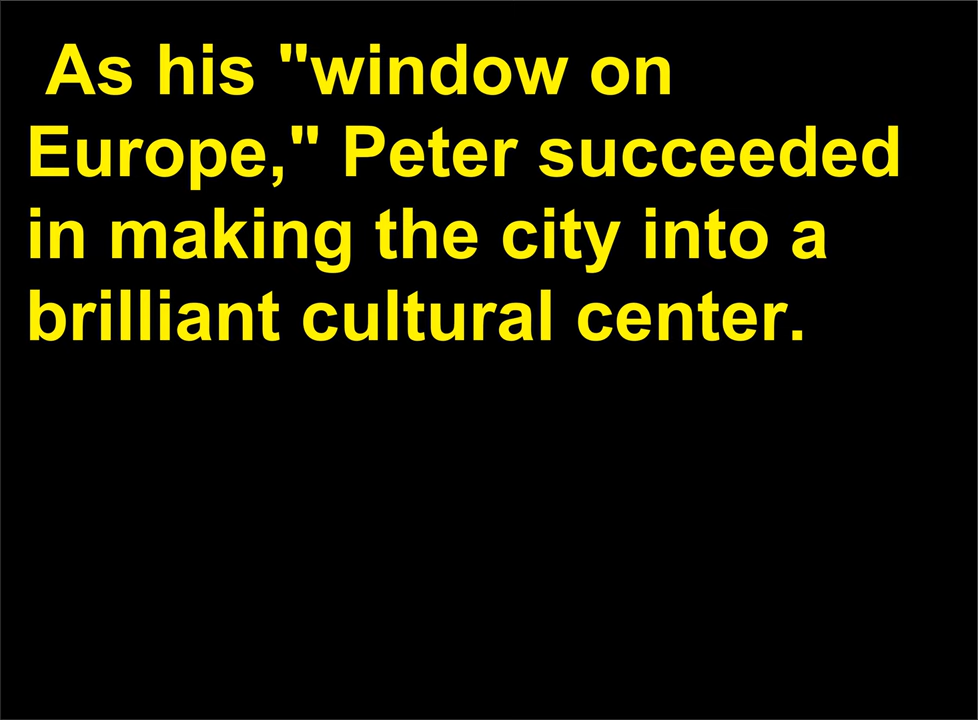 As his "window on
Europe," Peter succeeded
in making the city into a
brilliant cultural center.